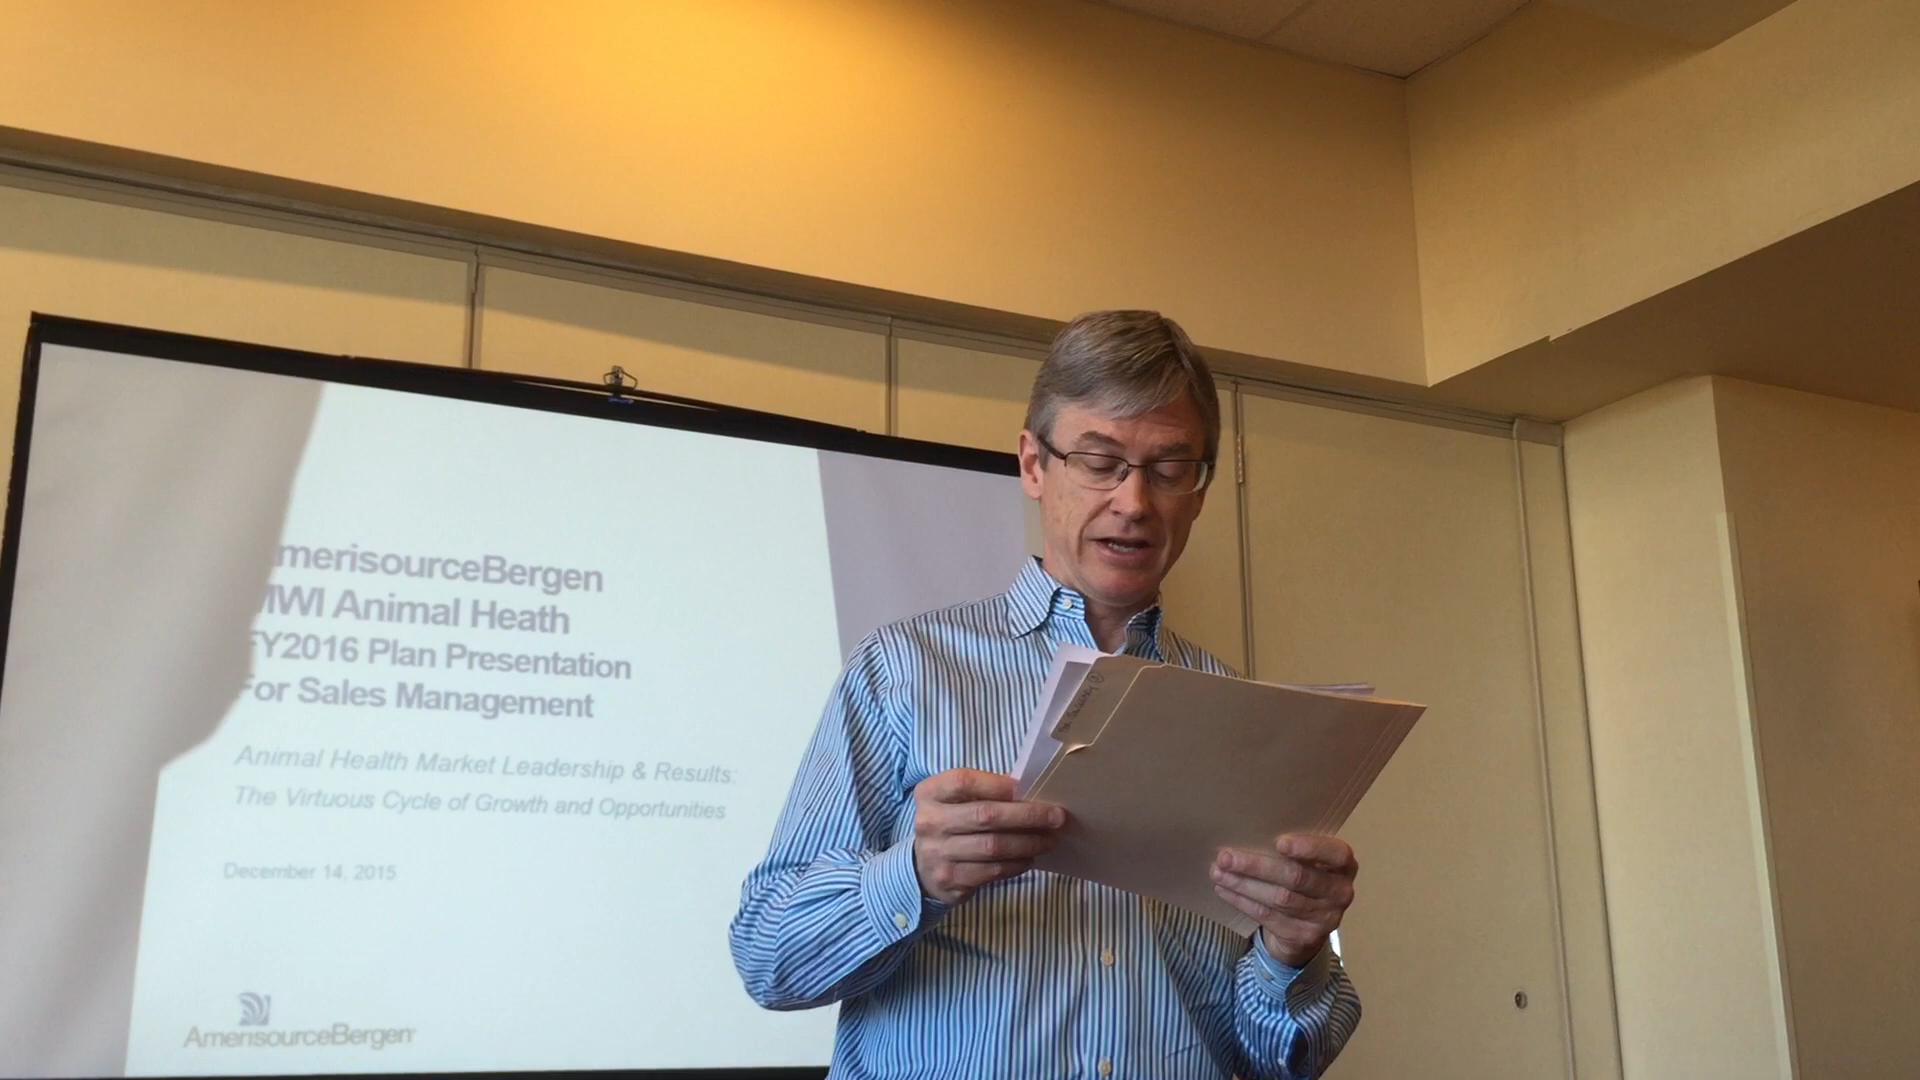 merisourceBergen
MWI Animal Heath
FY2016 Plan Presentation
For Sales Management
Animal Health Market Leadership & Results:
The Virtuous Cycle of Growth and Opportunities
December 14, 2015
AmerisourceBergen